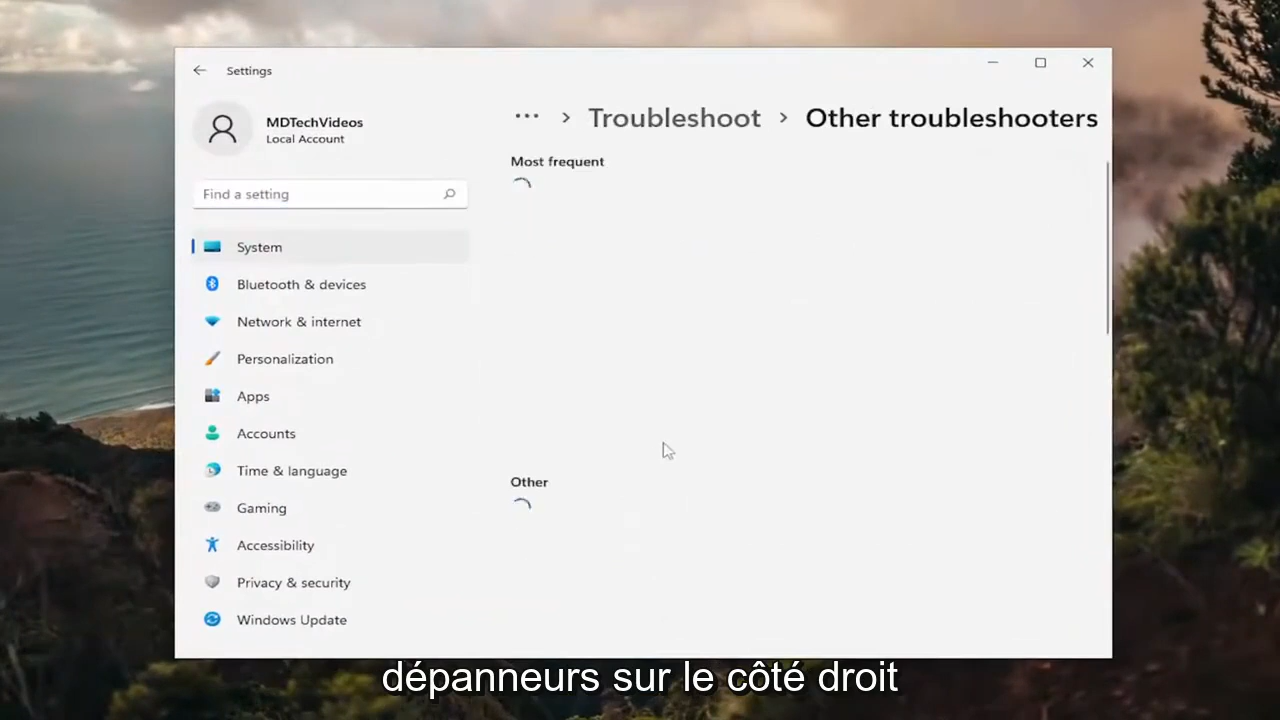 Settings
MDTechVideos
Local Account
Find a setting
System
Bluetooth & devices
Network & internet
Personalization
Apps
Accounts
Time & language
Gaming
Accessibility
Privacy & security
Windows Update
... > Troubleshoot > Other troubleshooters
Most frequent
Other
dépanneurs sur le côté droit